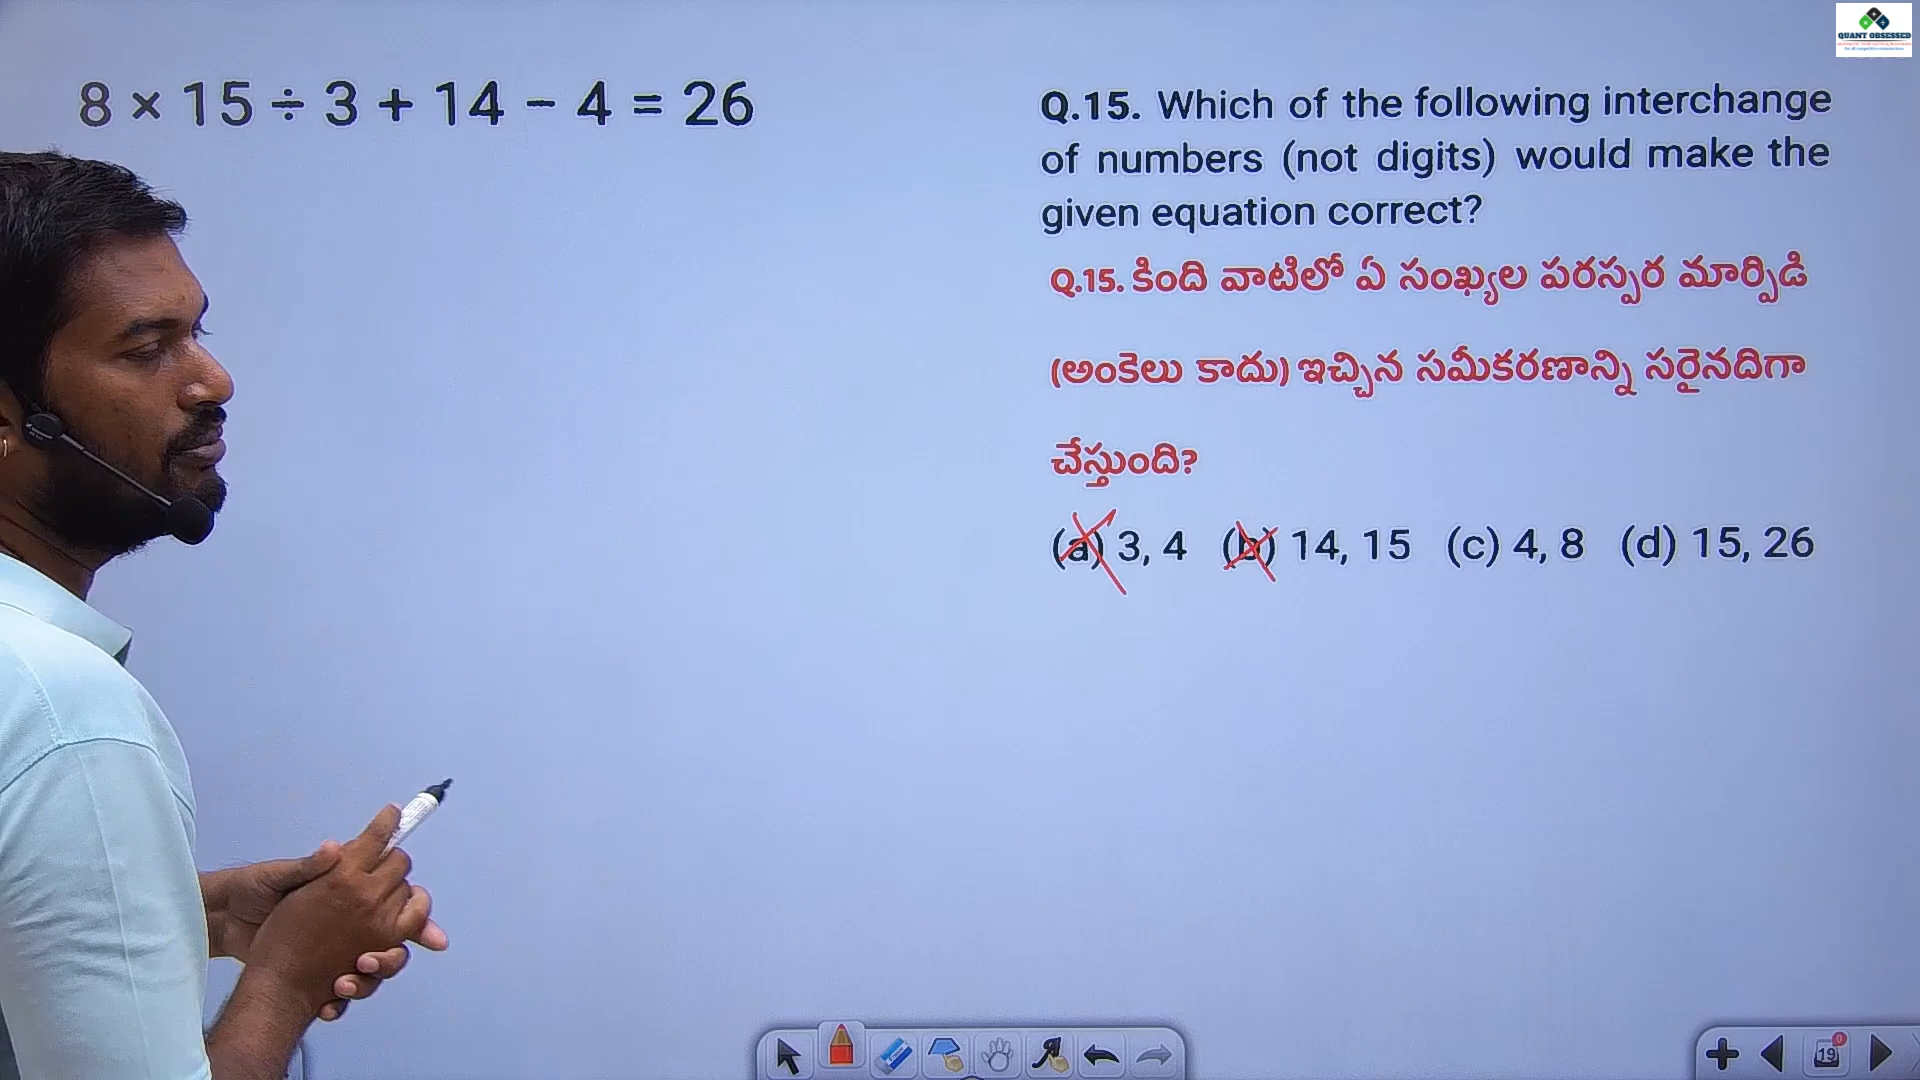 QUANT OBSESSED
8 × 15 ÷ 3 + 14 − 4 = 26
Q.15. Which of the following interchange
of numbers (not digits) would make the
given equation correct?
Q.15. కింది వాటిలో ఏ సంఖ్యల పరస్పర మార్పిడి
(అంకెలు కాదు) ఇచ్చిన సమీకరణాన్ని సరైనదిగా
చేస్తుంది?
(a) 3, 4 (b) 14, 15 (c) 4, 8 (d) 15, 26
19
0